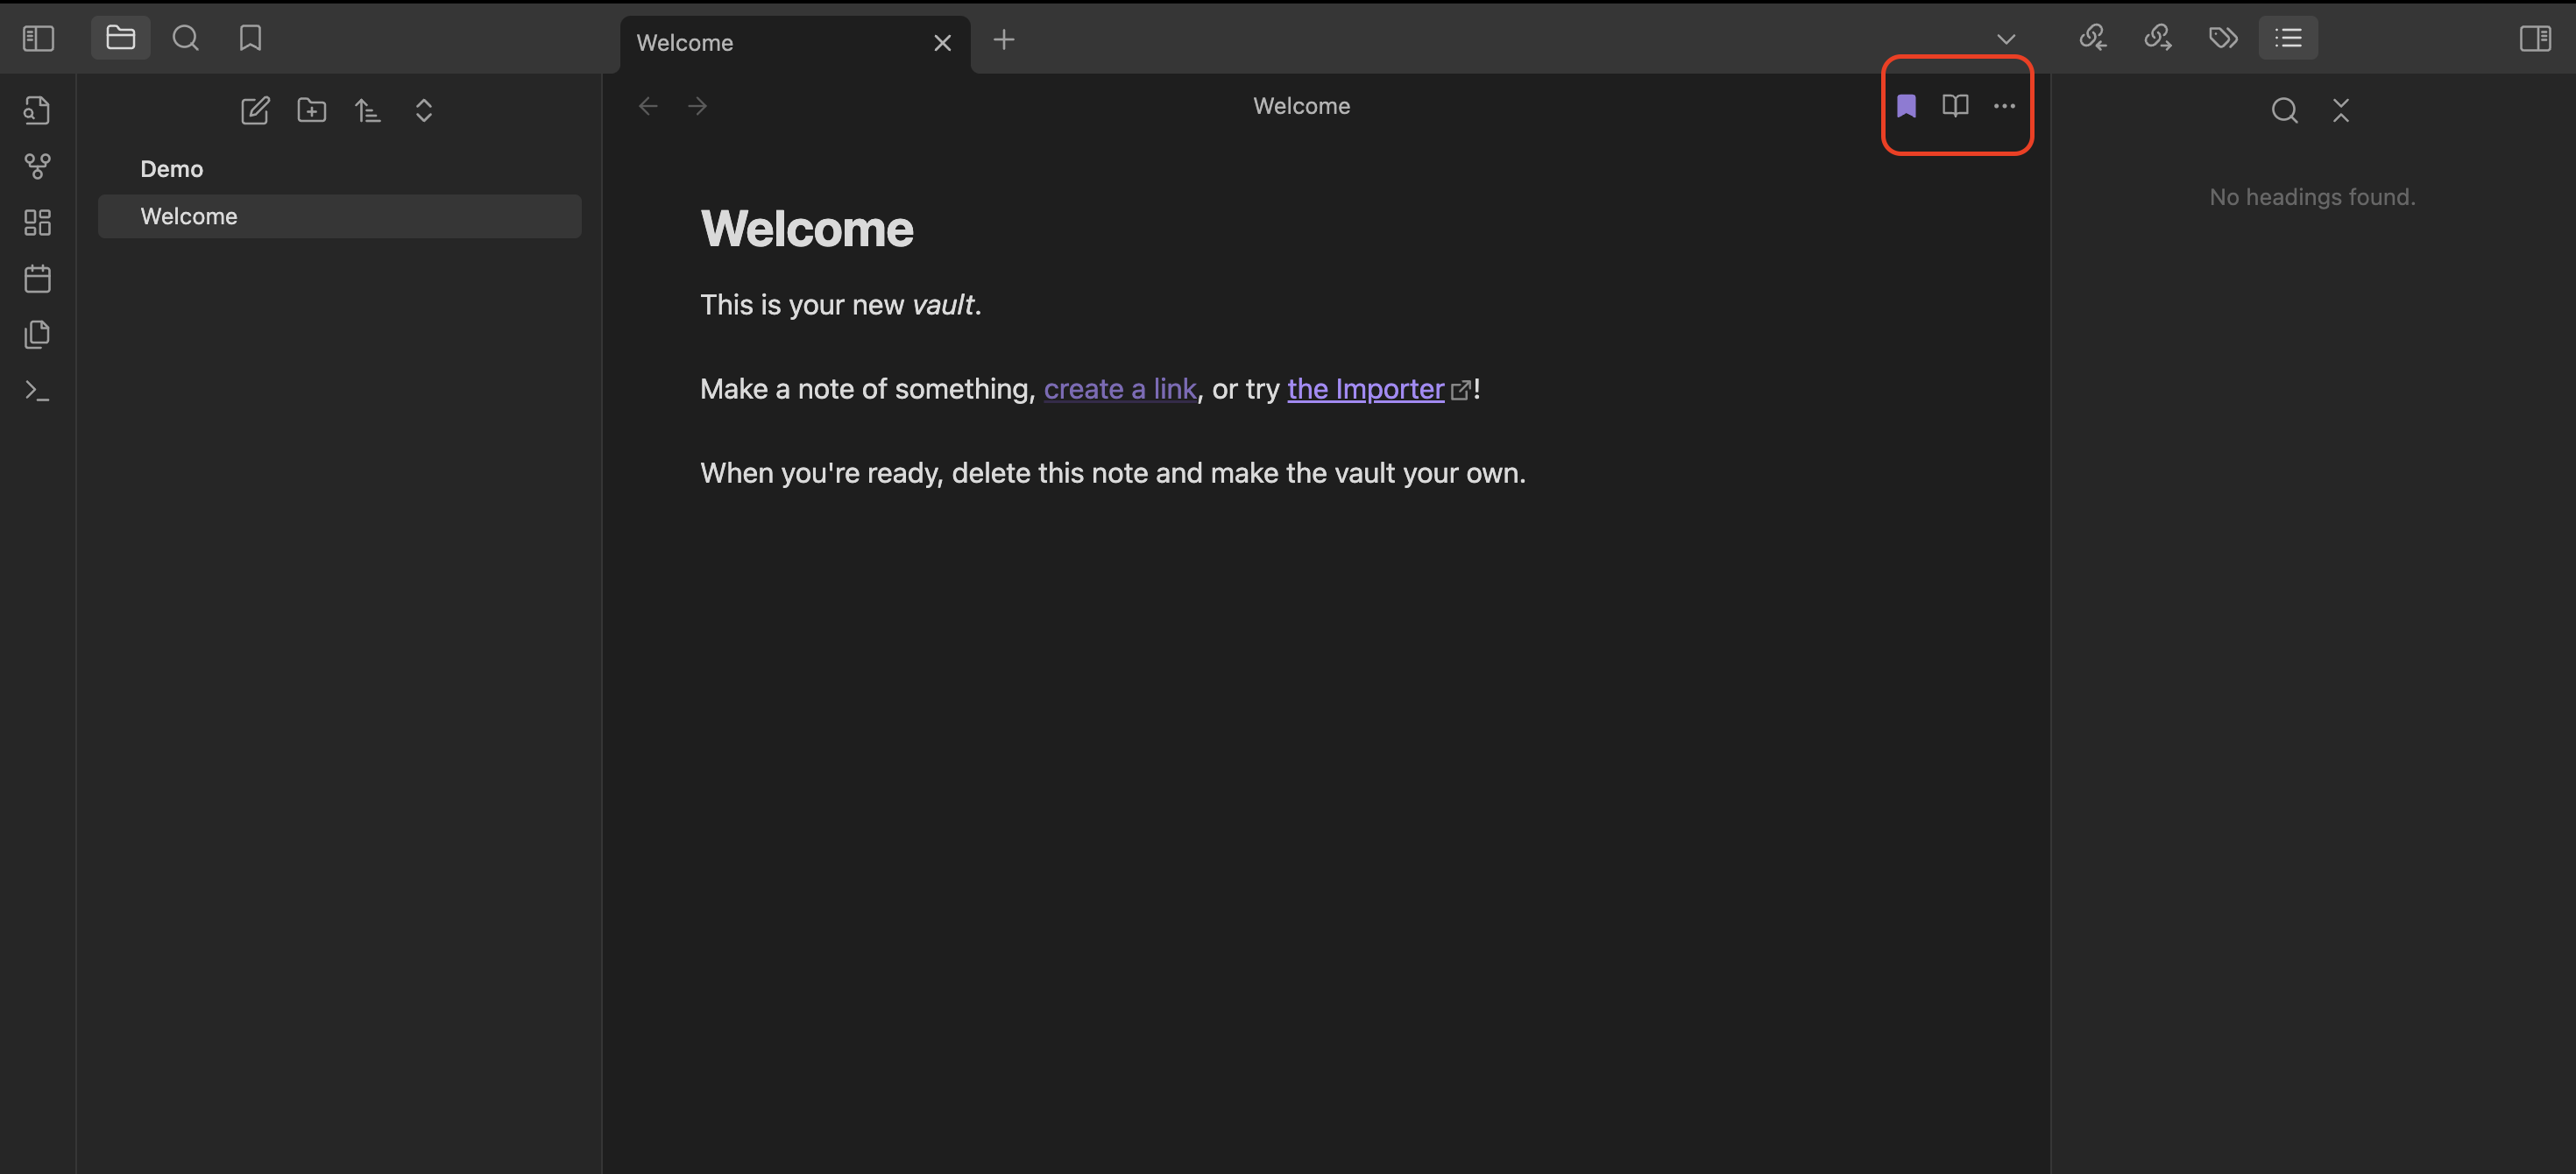 Welcome
Welcome
Demo
Welcome
Welcome
This is your new vault.
Make a note of something, create a link, or try the Importer!
When you're ready, delete this note and make the vault your own.
No headings found.